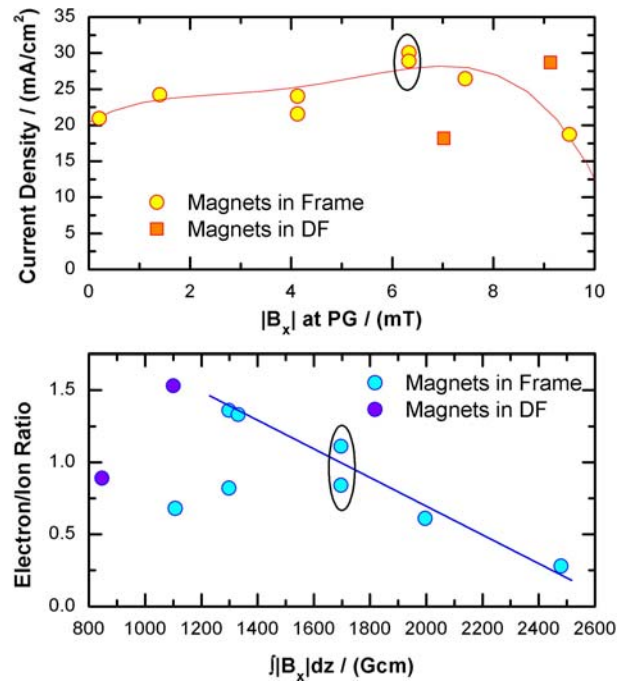 35
30
25
20
15
10
5
0
Current Density / (mA/cm²)
Magnets in Frame
Magnets in DF
0 2 4 6 8 10
|Bₓ| at PG / (mT)
1.5
1.0
0.5
0.0
Electron/Ion Ratio
Magnets in Frame
Magnets in DF
800 1000 1200 1400 1600 1800 2000 2200 2400 2600
∫|Bₓ|dz / (Gcm)